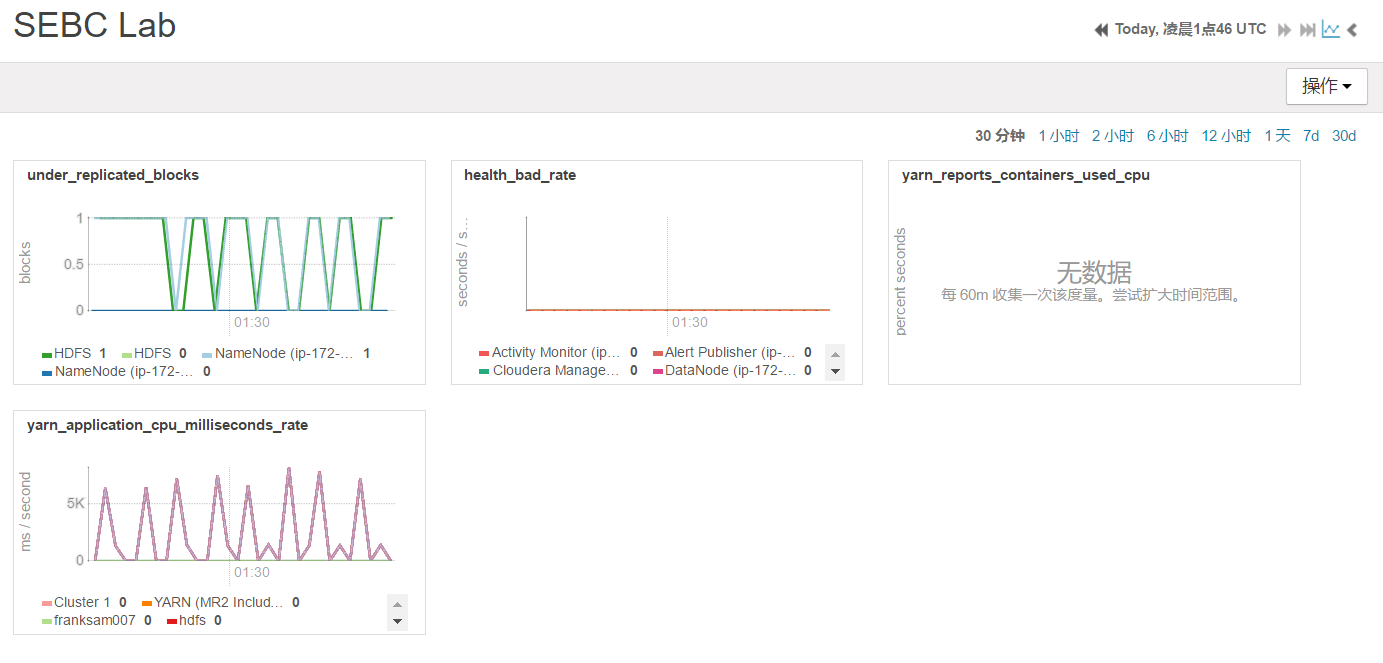 SEBC Lab
Today, 凌晨1点46 UTC
操作
30 分钟 1 小时 2 小时 6 小时 12 小时 1 天 7d 30d
under_replicated_blocks
blocks
1
0.5
0
01:30
HDFS 1 HDFS 0 NameNode (ip-172-... 1
NameNode (ip-172-... 0
health_bad_rate
seconds / s...
01:30
Activity Monitor (ip... 0 Alert Publisher (ip-... 0
Cloudera Manage... 0 DataNode (ip-172-... 0
yarn_reports_containers_used_cpu
percent seconds
无数据
每 60m 收集一次该度量。尝试扩大时间范围。
yarn_application_cpu_milliseconds_rate
ms / second
5K
0
01:30
Cluster 1 0 YARN (MR2 Includ... 0
franksam007 0 hdfs 0